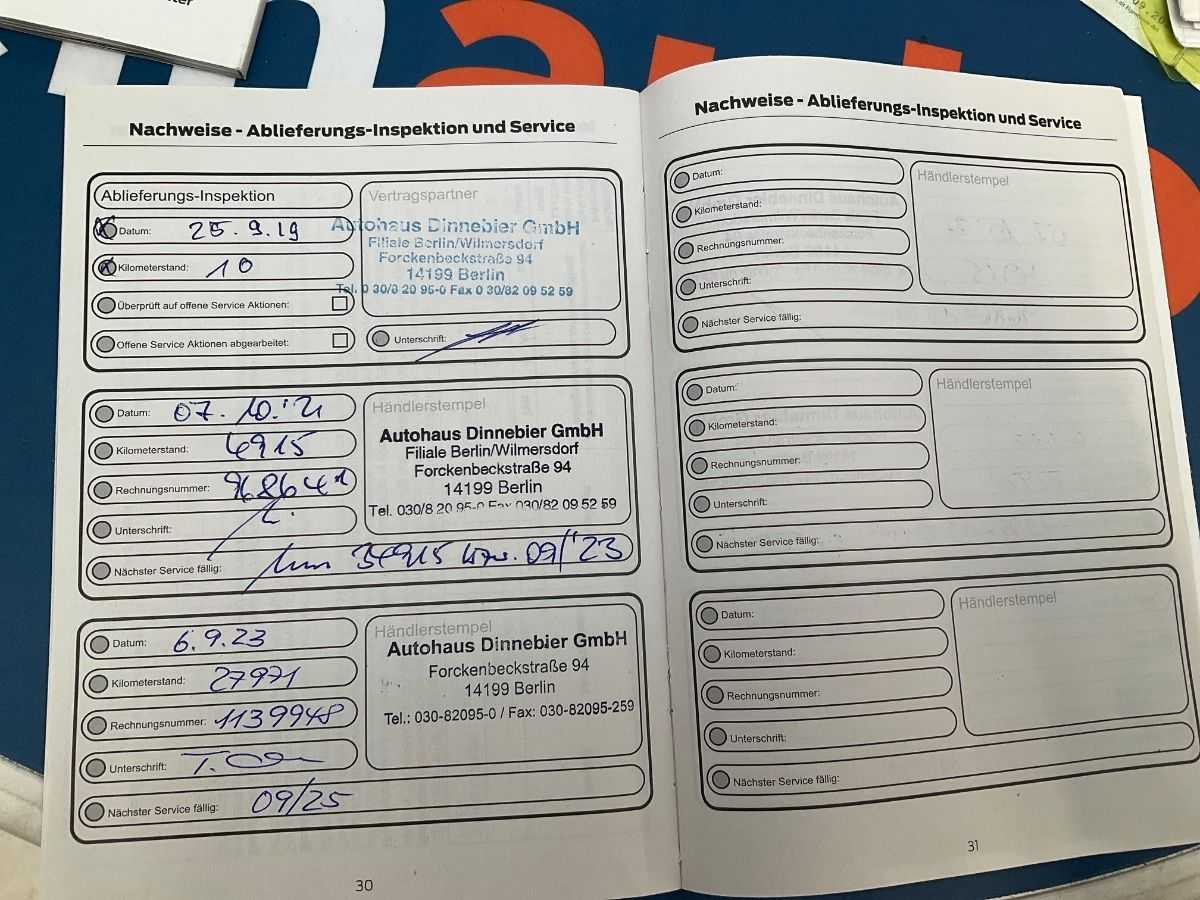 Nachweise - Ablieferungs-Inspektion und Service
Ablieferungs-Inspektion
Datum: 25.9.19
Kilometerstand: 10
Überprüft auf offene Service Aktionen:
Offene Service Aktionen abgearbeitet:
Vertragspartner
Autohaus Dinnebier GmbH
Filiale Berlin/Wilmersdorf
Forckenbeckstraße 94
14199 Berlin
Tel. 0 30/8 20 95-0 Fax 0 30/82 09 52 59
Unterschrift:
Datum: 07.10.'21
Kilometerstand: 4915
Rechnungsnummer:
Unterschrift:
Händlerstempel
Autohaus Dinnebier GmbH
Filiale Berlin/Wilmersdorf
Forckenbeckstraße 94
14199 Berlin
Tel. 030/8 20 95-0 Fax 030/82 09 52 59
Nächster Service fällig: 34915 bzw. 09/'23
Datum: 6.9.23
Kilometerstand: 27971
Rechnungsnummer: 1139948
Unterschrift:
Händlerstempel
Autohaus Dinnebier GmbH
Forckenbeckstraße 94
14199 Berlin
Tel.: 030-82095-0 / Fax: 030-82095-259
Nächster Service fällig: 09/25
30
Nachweise - Ablieferungs-Inspektion und Service
Datum:
Kilometerstand:
Rechnungsnummer:
Unterschrift:
Händlerstempel
Nächster Service fällig:
Datum:
Kilometerstand:
Rechnungsnummer:
Unterschrift:
Händlerstempel
Nächster Service fällig:
Datum:
Kilometerstand:
Rechnungsnummer:
Unterschrift:
Händlerstempel
Nächster Service fällig:
31